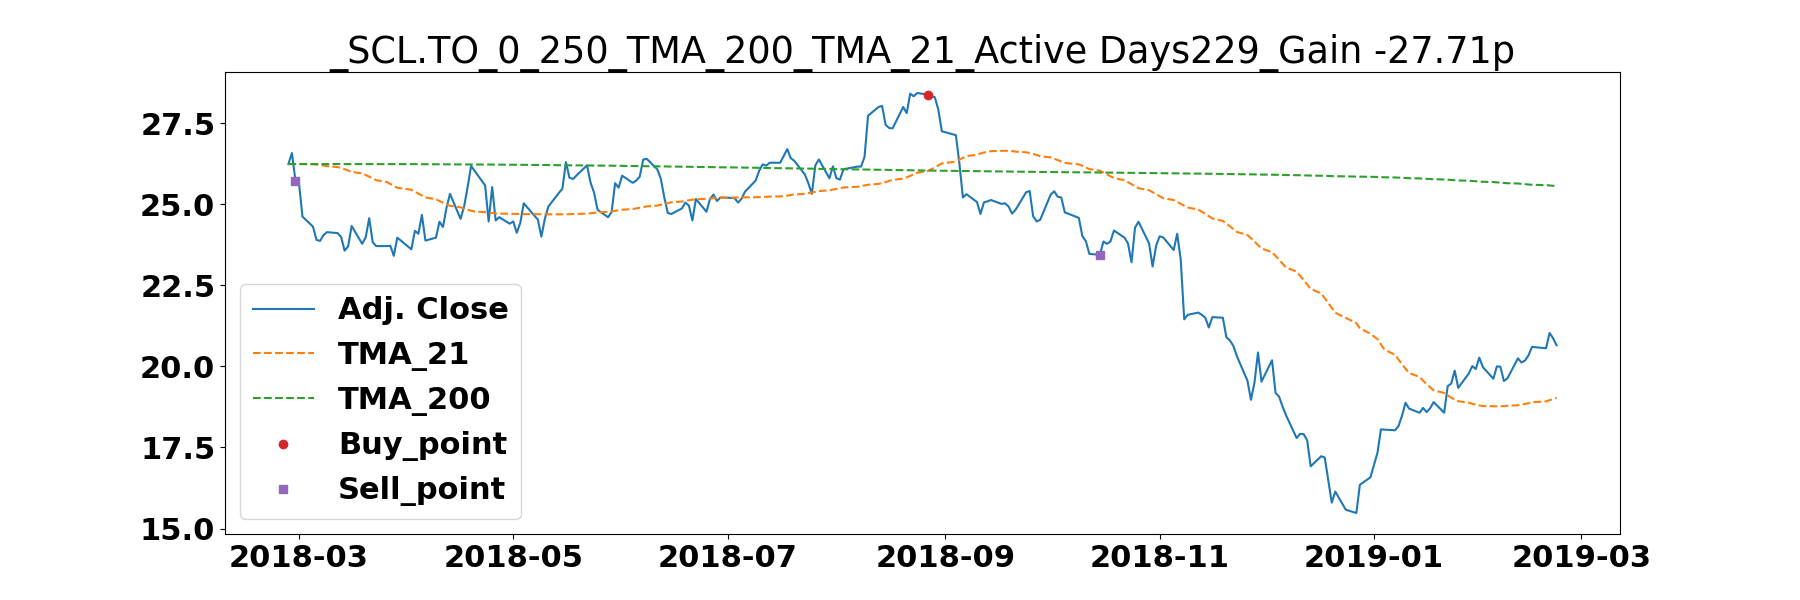 _SCL.TO_0_250_TMA_200_TMA_21_Active Days229_Gain -27.71p
27.5
25.0
22.5
20.0
17.5
15.0
Adj. Close
TMA_21
TMA_200
Buy_point
Sell_point
2018-03 2018-05 2018-07 2018-09 2018-11 2019-01 2019-03